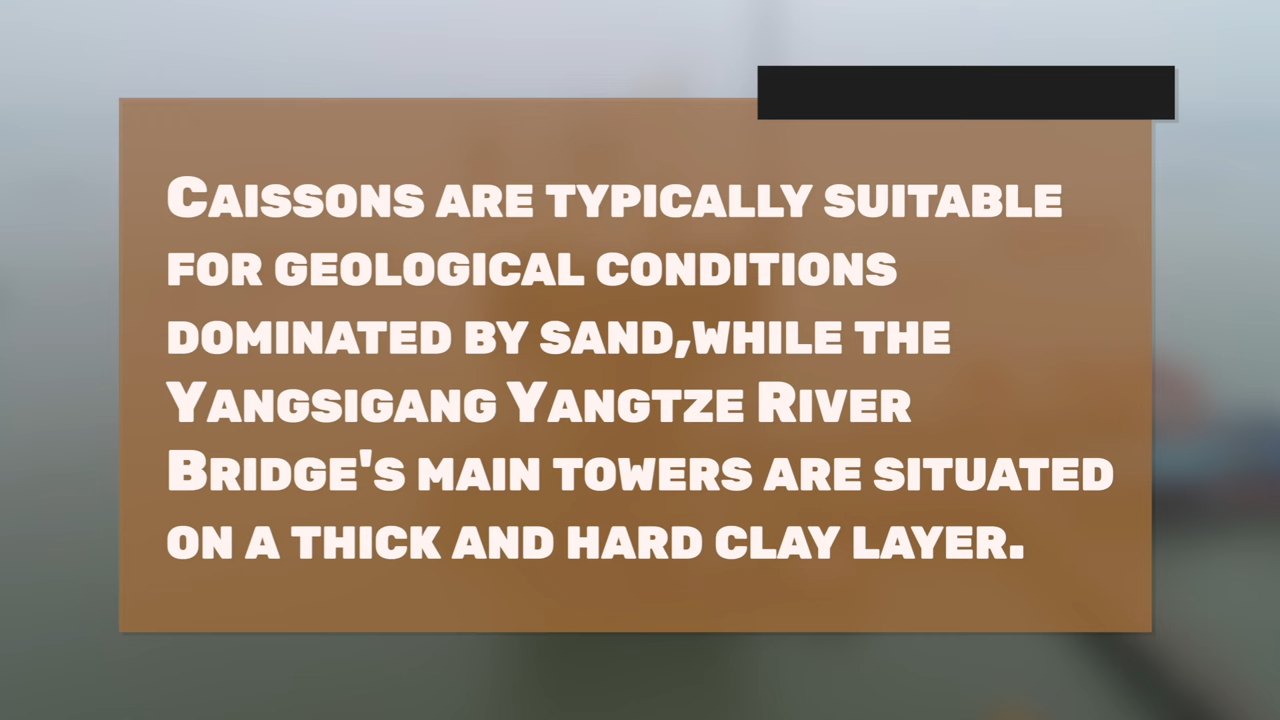 Caissons are typically suitable
for geological conditions
dominated by sand,while the
Yangsigang Yangtze River
Bridge's main towers are situated
on a thick and hard clay layer.